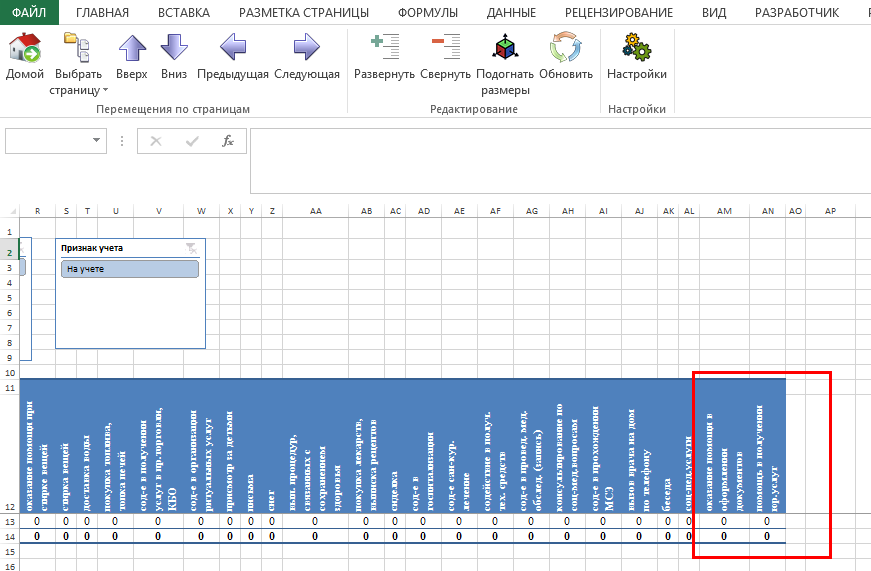 ФАЙЛ ГЛАВНАЯ ВСТАВКА РАЗМЕТКА СТРАНИЦЫ ФОРМУЛЫ ДАННЫЕ РЕЦЕНЗИРОВАНИЕ ВИД РАЗРАБОТЧИК
Домой Выбрать Вверх Вниз Предыдущая Следующая Развернуть Свернуть Подогнать Обновить Настройки
страницу размеры
Перемещения по страницам Редактирование Настройки
fx
R S T U V W X Y Z AA AB AC AD AE AF AG AH AI AJ AK AL AM AN AO AP
1
2 Признак учета
3 На учете
4
5
6
7
8
9
10
11
12
оказание помощи при
стирке вещей
стирка вещей
доставка воды
покупка топлива,
топка печей
сод-е в получении
услуг в пр.торговли,
КБО
сод-е в организации
ритуальных услуг
присмотр за детьми
письма
снег
вып. процедур,
связанных с
сохранением
здоровья
покупка лекарств,
выписка рецептов
сиделка
сод-е в
госпитализации
сод-е сан-кур.
лечение
содействие в получ.
тех. средств
сод-е в провед. мед.
обслед. (запись)
консультирование по
соц-мед.вопросам
сод-е в прохождении
МСЭ
вызов врача на дом
по телефону
беседа
соц-пед.услуги
оказание помощи в
оформлении
документов
помощь в получении
юр.услуг
13 0 0 0 0 0 0 0 0 0 0 0 0 0 0 0 0 0 0 0 0 0 0 0
14 0 0 0 0 0 0 0 0 0 0 0 0 0 0 0 0 0 0 0 0 0 0 0
15
16